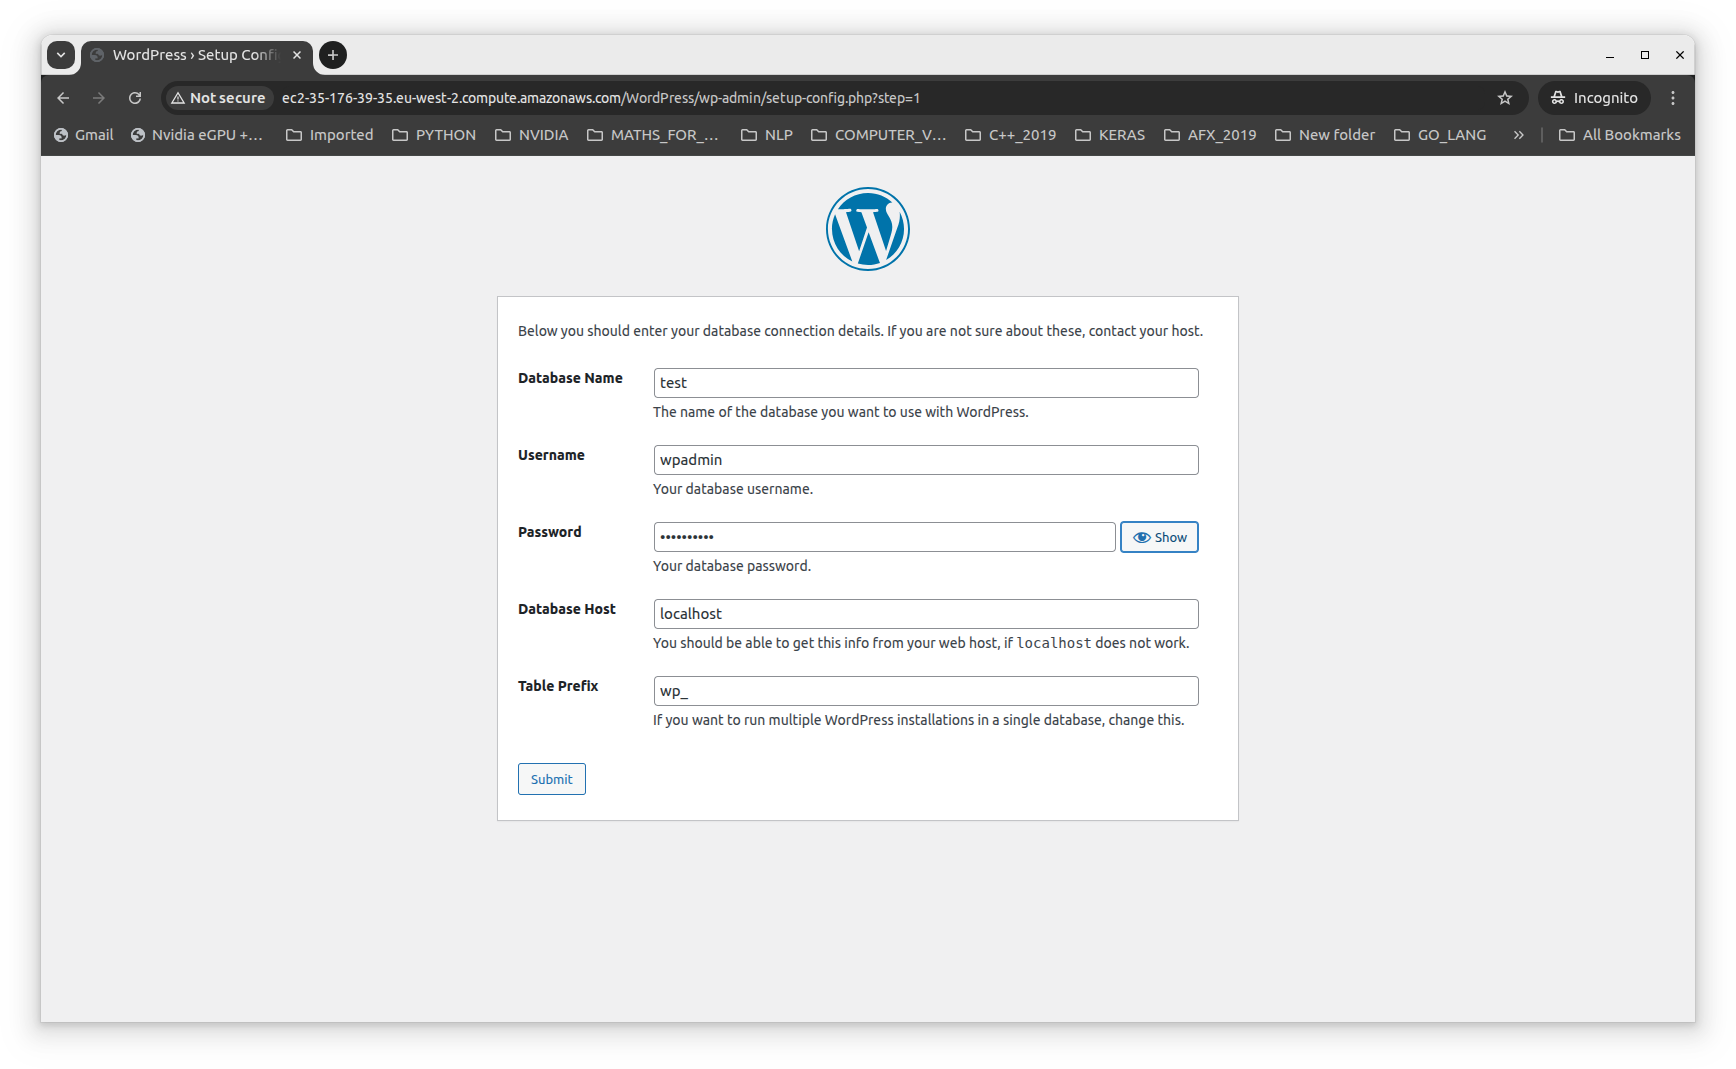 WordPress › Setup Confi
Not secure
ec2-35-176-39-35.eu-west-2.compute.amazonaws.com/WordPress/wp-admin/setup-config.php?step=1
Incognito
Gmail
Nvidia eGPU +...
Imported
PYTHON
NVIDIA
MATHS_FOR_...
NLP
COMPUTER_V...
C++_2019
KERAS
AFX_2019
New folder
GO_LANG
»
All Bookmarks
Below you should enter your database connection details. If you are not sure about these, contact your host.
Database Name
test
The name of the database you want to use with WordPress.
Username
wpadmin
Your database username.
Password
••••••••••
Show
Your database password.
Database Host
localhost
You should be able to get this info from your web host, if localhost does not work.
Table Prefix
wp_
If you want to run multiple WordPress installations in a single database, change this.
Submit